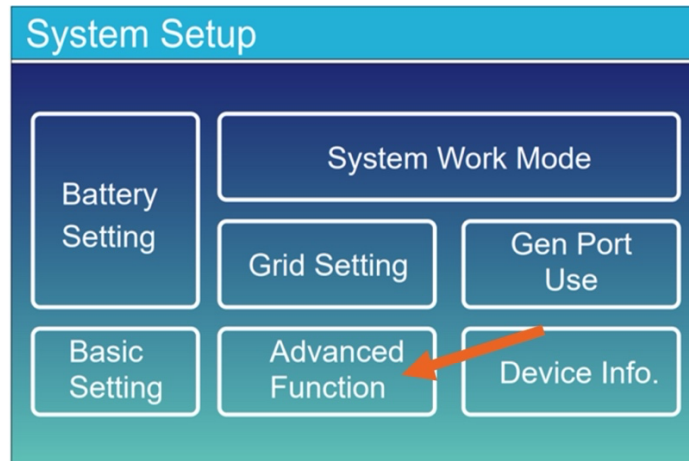 System Setup
Battery
Setting
System Work Mode
Grid Setting
Gen Port
Use
Basic
Setting
Advanced
Function
Device Info.